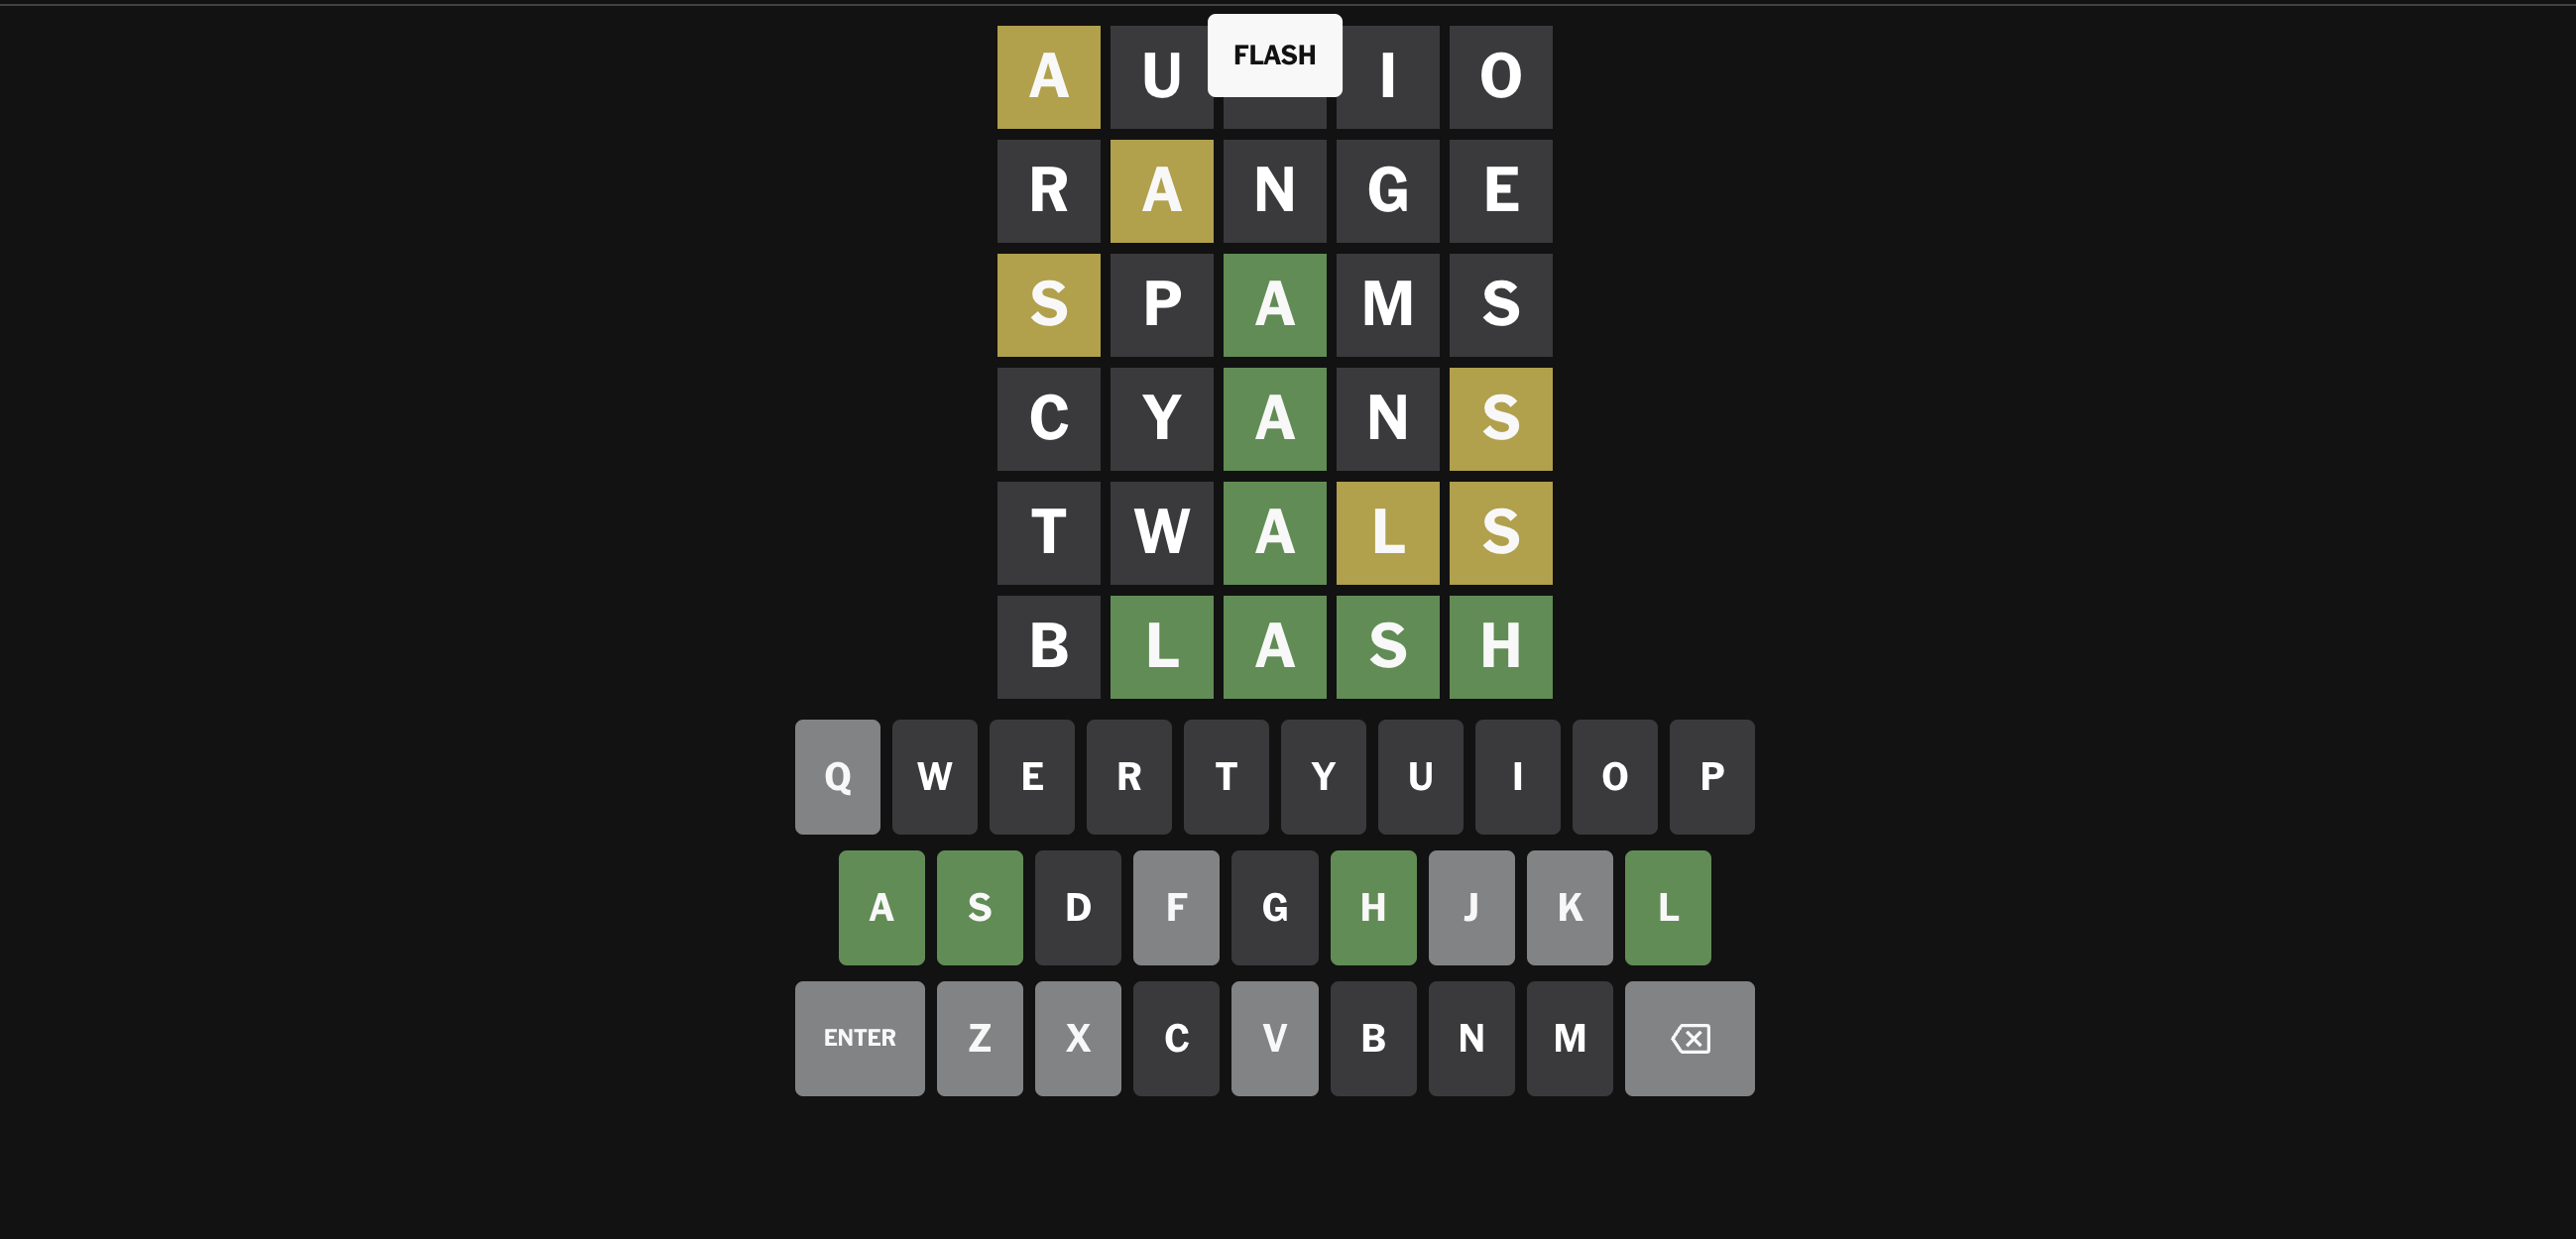 FLASH
A U I O
R A N G E
S P A M S
C Y A N S
T W A L S
B L A S H
Q W E R T Y U I O P
A S D F G H J K L
ENTER Z X C V B N M